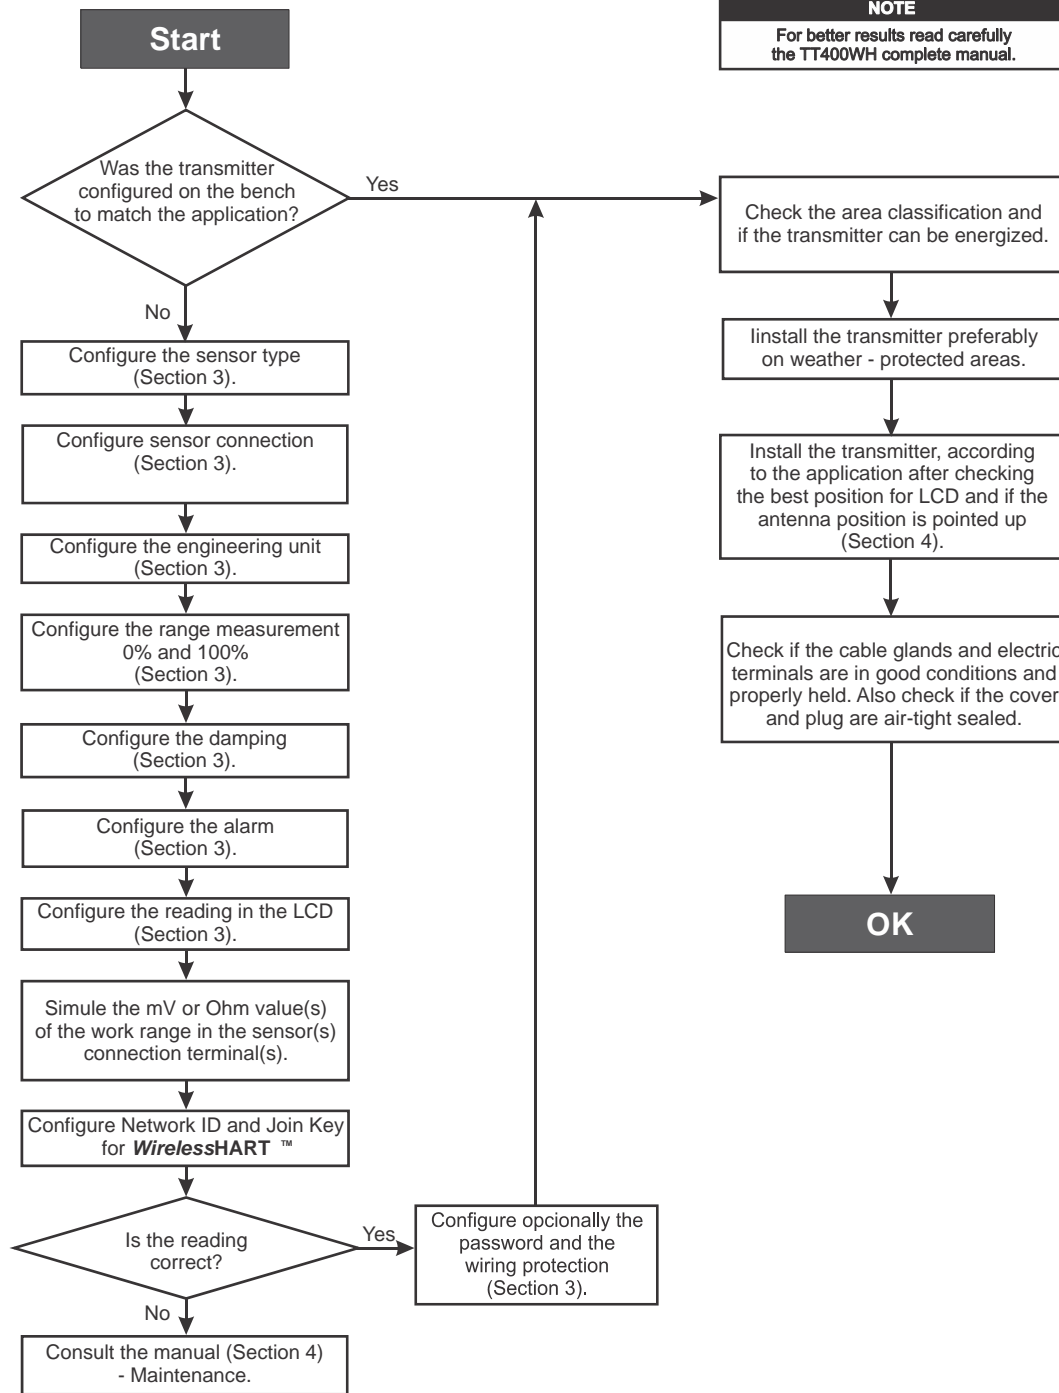 Start
NOTE
For better results read carefully
the TT400WH complete manual.
Was the transmitter
configured on the bench
to match the application?
Yes
No
Configure the sensor type
(Section 3).
Configure sensor connection
(Section 3).
Configure the engineering unit
(Section 3).
Configure the range measurement
0% and 100%
(Section 3).
Configure the damping
(Section 3).
Configure the alarm
(Section 3).
Configure the reading in the LCD
(Section 3).
Simule the mV or Ohm value(s)
of the work range in the sensor(s)
connection terminal(s).
Configure Network ID and Join Key
for WirelessHART ™
Is the reading
correct?
Yes
No
Consult the manual (Section 4)
- Maintenance.
Configure opcionally the
password and the
wiring protection
(Section 3).
Check the area classification and
if the transmitter can be energized.
Iinstall the transmitter preferably
on weather - protected areas.
Install the transmitter, according
to the application after checking
the best position for LCD and if the
antenna position is pointed up
(Section 4).
Check if the cable glands and electric
terminals are in good conditions and
properly held. Also check if the cover
and plug are air-tight sealed.
OK